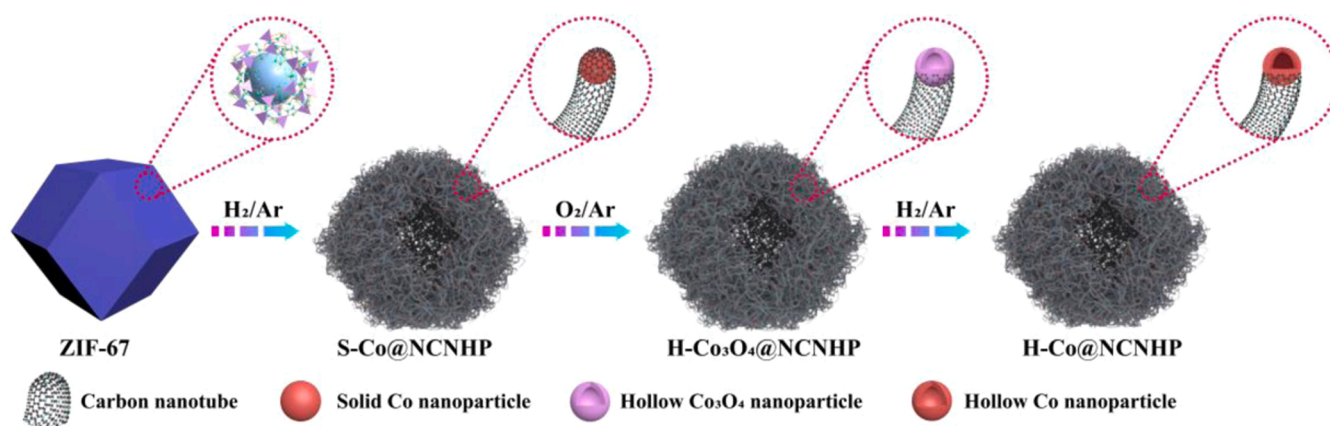 H₂/Ar O₂/Ar H₂/Ar
ZIF-67 S-Co@NCNHP H-Co₃O₄@NCNHP H-Co@NCNHP
Carbon nanotube Solid Co nanoparticle Hollow Co₃O₄ nanoparticle Hollow Co nanoparticle